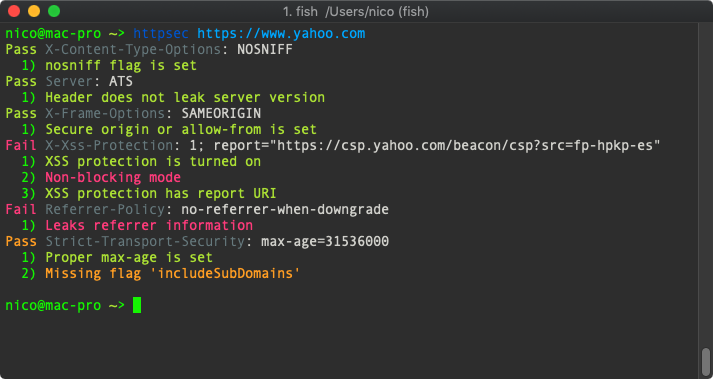 1. fish  /Users/nico (fish)
nico@mac-pro ~> httpsec https://www.yahoo.com
Pass X-Content-Type-Options: NOSNIFF
  1) nosniff flag is set
Pass Server: ATS
  1) Header does not leak server version
Pass X-Frame-Options: SAMEORIGIN
  1) Secure origin or allow-from is set
Fail X-Xss-Protection: 1; report="https://csp.yahoo.com/beacon/csp?src=fp-hpkp-es"
  1) XSS protection is turned on
  2) Non-blocking mode
  3) XSS protection has report URI
Fail Referrer-Policy: no-referrer-when-downgrade
  1) Leaks referrer information
Pass Strict-Transport-Security: max-age=31536000
  1) Proper max-age is set
  2) Missing flag 'includeSubDomains'
nico@mac-pro ~>